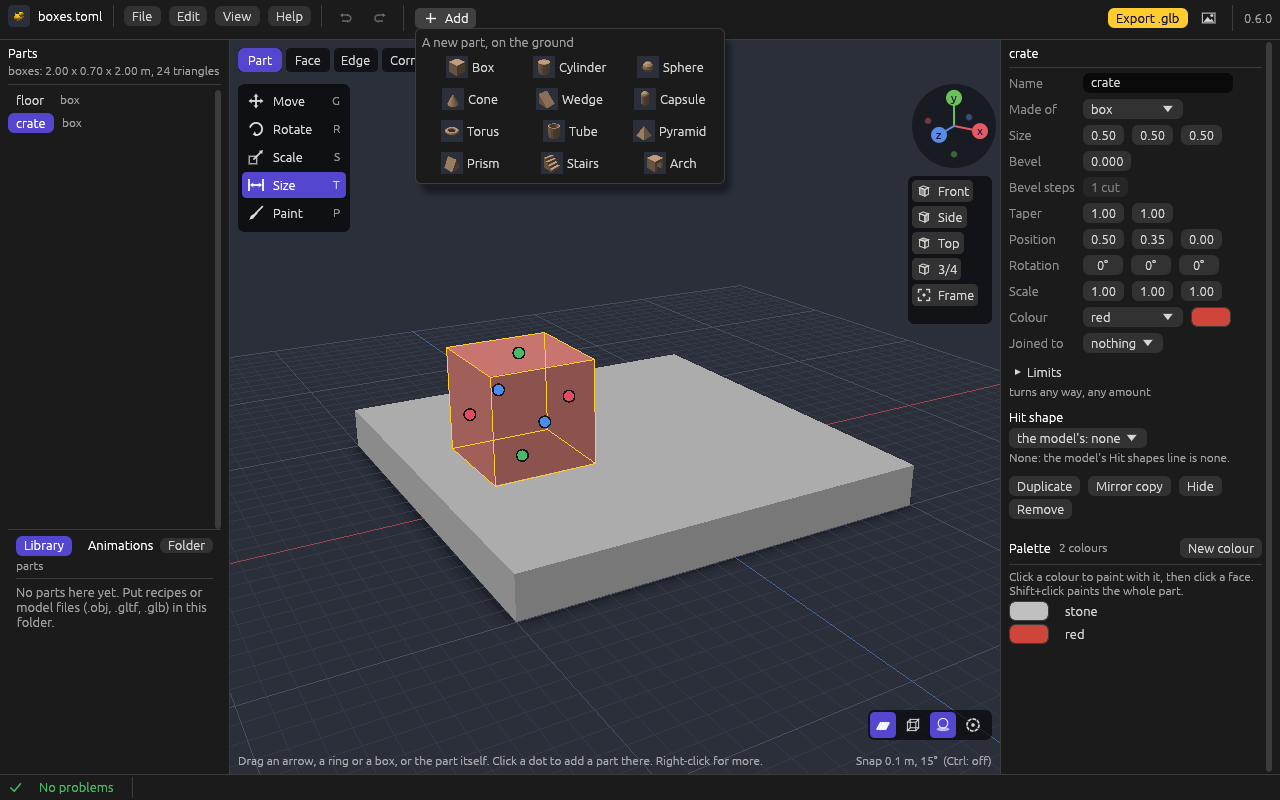 boxes.toml File Edit View Help + Add Export .glb 0.6.0
Parts
boxes: 2.00 x 0.70 x 2.00 m, 24 triangles
floor box
crate box
Library Animations Folder
parts
No parts here yet. Put recipes or
model files (.obj, .gltf, .glb) in this
folder.
Part Face Edge Corr
Move G
Rotate R
Scale S
Size T
Paint P
A new part, on the ground
Box Cylinder Sphere
Cone Wedge Capsule
Torus Tube Pyramid
Prism Stairs Arch
y
x
z
Front
Side
Top
3/4
Frame
Drag an arrow, a ring or a box, or the part itself. Click a dot to add a part there. Right-click for more.
Snap 0.1 m, 15° (Ctrl: off)
crate
Name crate
Made of box
Size 0.50 0.50 0.50
Bevel 0.000
Bevel steps 1 cut
Taper 1.00 1.00
Position 0.50 0.35 0.00
Rotation 0° 0° 0°
Scale 1.00 1.00 1.00
Colour red
Joined to nothing
Limits
turns any way, any amount
Hit shape
the model's: none
None: the model's Hit shapes line is none.
Duplicate Mirror copy Hide
Remove
Palette 2 colours New colour
Click a colour to paint with it, then click a face.
Shift+click paints the whole part.
stone
red
No problems